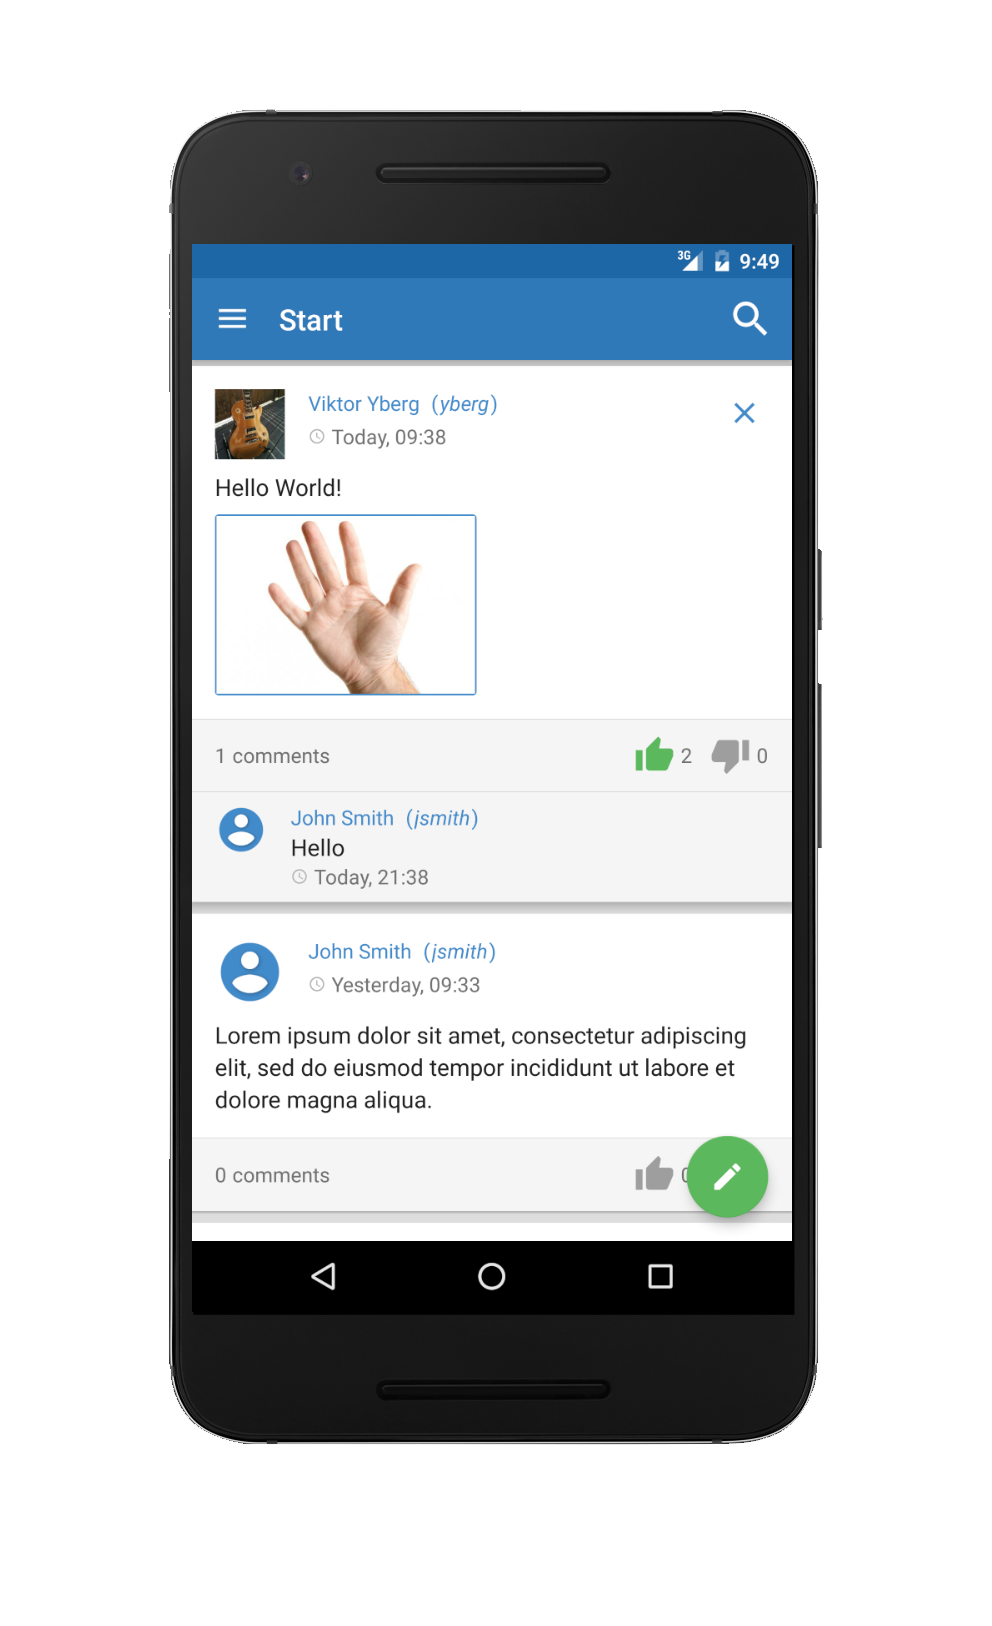 3G 9:49
Start
Viktor Yberg (yberg)
Today, 09:38
Hello World!
1 comments 2 0
John Smith (jsmith)
Hello
Today, 21:38
John Smith (jsmith)
Yesterday, 09:33
Lorem ipsum dolor sit amet, consectetur adipiscing
elit, sed do eiusmod tempor incididunt ut labore et
dolore magna aliqua.
0 comments